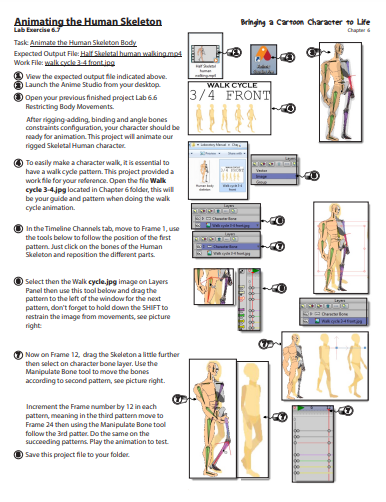 Animating the Human Skeleton
Bringing a Cartoon Character to Life
Lab Exercise 6.7
Chapter 6
Task: Animate the Human Skeleton Body
Expected Output File: Half Skeletal human walking.mp4
Work File: walk cycle 3-4 front.jpg
1 View the expected output file indicated above.
2 Launch the Anime Studio from your desktop.
3 Open your previous finished project Lab 6.6
Restricting Body Movements.
After rigging-adding, binding and angle bones
constraints configuration, your character should be
ready for animation. This project will animate our
rigged Skeletal Human character.
4 To easily make a character walk, it is essential to
have a walk cycle pattern. This project provided a
work file for your reference. Open the file Walk
cycle 3-4.jpg located in Chapter 6 folder, this will
be your guide and pattern when doing the walk
cycle animation.
5 In the Timeline Channels tab, move to Frame 1, use
the tools below to follow the position of the first
pattern. Just click on the bones of the Human
Skeleton and reposition the different parts.
6 Select then the Walk cycle.jpg image on Layers
Panel then use this tool below and drag the
pattern to the left of the window for the next
pattern, don't forget to hold down the SHIFT to
restrain the image from movements, see picture
right:
7 Now on Frame 12, drag the Skeleton a little further
then select on character bone layer. Use the
Manipulate Bone tool to move the bones
according to second pattern, see picture right.
Increment the Frame number by 12 in each
pattern, meaning in the third pattern move to
Frame 24 then using the Manipulate Bone tool
follow the 3rd patter. Do the same on the
succeeding patterns. Play the animation to test.
8 Save this project file to your folder.
Half Skeletal
human
walking.mp4
WALK CYCLE
3/4 FRONT
Vector
Image
Group
Layers
Character Bone
Walk cycle 3-4 front.jpg
Layers
Character Bone
Walk cycle 3-4 front.jpg
Layers
Character Bone
Walk cycle 3-4 front.jpg